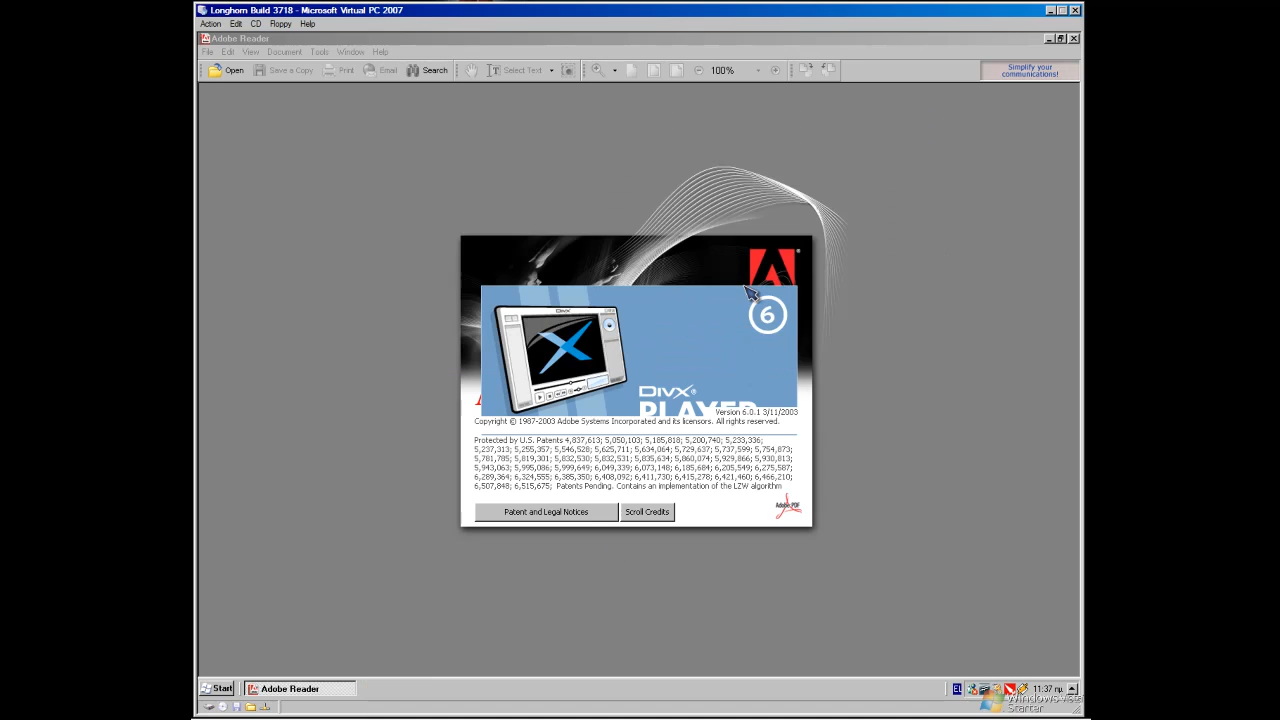 Longhorn Build 3718 - Microsoft Virtual PC 2007
Action Edit CD Floppy Help
Adobe Reader
File Edit View Document Tools Window Help
Open Save a Copy Print Email Search Select Text 100%
Simplify your
communications!
6
DivX
DIVX®
PLAYER
Version 6.0.1 3/11/2003
Copyright © 1987-2003 Adobe Systems Incorporated and its licensors. All rights reserved.
Protected by U.S. Patents 4,837,613; 5,050,103; 5,185,818; 5,200,740; 5,233,336;
5,237,313; 5,255,357; 5,546,528; 5,625,711; 5,634,064; 5,729,637; 5,737,599; 5,754,873;
5,781,785; 5,819,301; 5,832,530; 5,832,531; 5,835,634; 5,860,074; 5,929,866; 5,930,813;
5,943,063; 5,995,086; 5,999,649; 6,049,339; 6,073,148; 6,185,684; 6,205,549; 6,275,587;
6,289,364; 6,324,555; 6,385,350; 6,408,092; 6,411,730; 6,415,278; 6,421,460; 6,466,210;
6,507,848; 6,515,675; Patents Pending. Contains an implementation of the LZW algorithm
Patent and Legal Notices Scroll Credits
Adobe PDF
Start Adobe Reader EL 11:37 πμ
Windows Vista
Starter